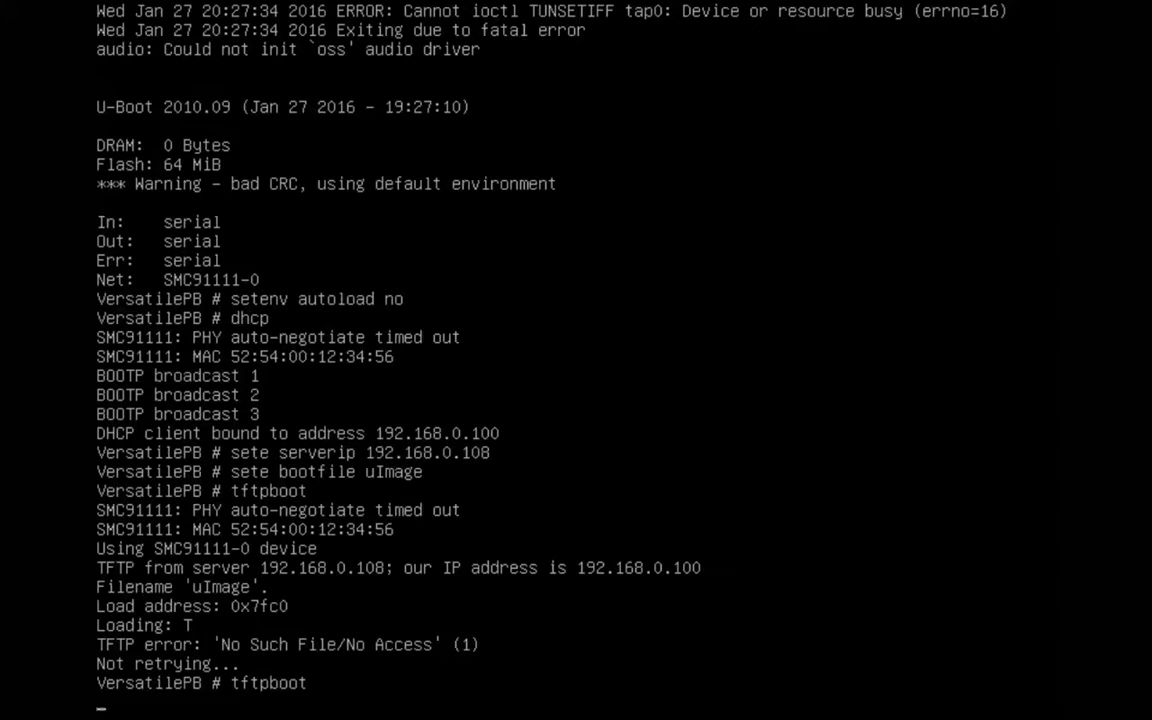 Wed Jan 27 20:27:34 2016 ERROR: Cannot ioctl TUNSETIFF tap0: Device or resource busy (errno=16)
Wed Jan 27 20:27:34 2016 Exiting due to fatal error
audio: Could not init `oss' audio driver
U-Boot 2010.09 (Jan 27 2016 - 19:27:10)
DRAM:  0 Bytes
Flash: 64 MiB
*** Warning - bad CRC, using default environment
In:    serial
Out:   serial
Err:   serial
Net:   SMC91111-0
VersatilePB # setenv autoload no
VersatilePB # dhcp
SMC91111: PHY auto-negotiate timed out
SMC91111: MAC 52:54:00:12:34:56
BOOTP broadcast 1
BOOTP broadcast 2
BOOTP broadcast 3
DHCP client bound to address 192.168.0.100
VersatilePB # sete serverip 192.168.0.108
VersatilePB # sete bootfile uImage
VersatilePB # tftpboot
SMC91111: PHY auto-negotiate timed out
SMC91111: MAC 52:54:00:12:34:56
Using SMC91111-0 device
TFTP from server 192.168.0.108; our IP address is 192.168.0.100
Filename 'uImage'.
Load address: 0x7fc0
Loading: T
TFTP error: 'No Such File/No Access' (1)
Not retrying...
VersatilePB # tftpboot